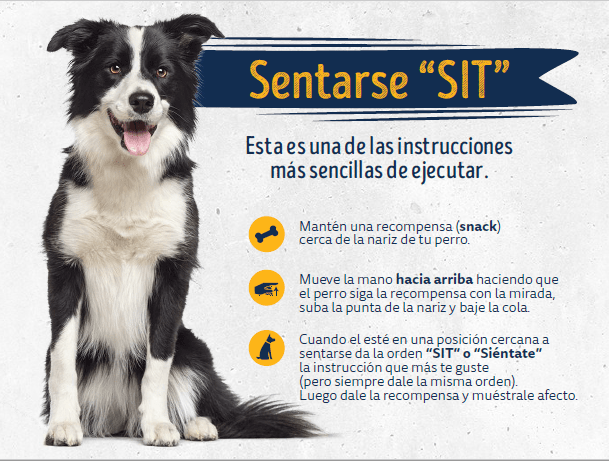 Sentarse “SIT”
Esta es una de las instrucciones
más sencillas de ejecutar.
Mantén una recompensa (snack)
cerca de la nariz de tu perro.
Mueve la mano hacia arriba haciendo que
el perro siga la recompensa con la mirada,
suba la punta de la nariz y baje la cola.
Cuando el esté en una posición cercana a
sentarse da la orden “SIT” o “Siéntate”
la instrucción que más te guste
(pero siempre dale la misma orden).
Luego dale la recompensa y muéstrale afecto.